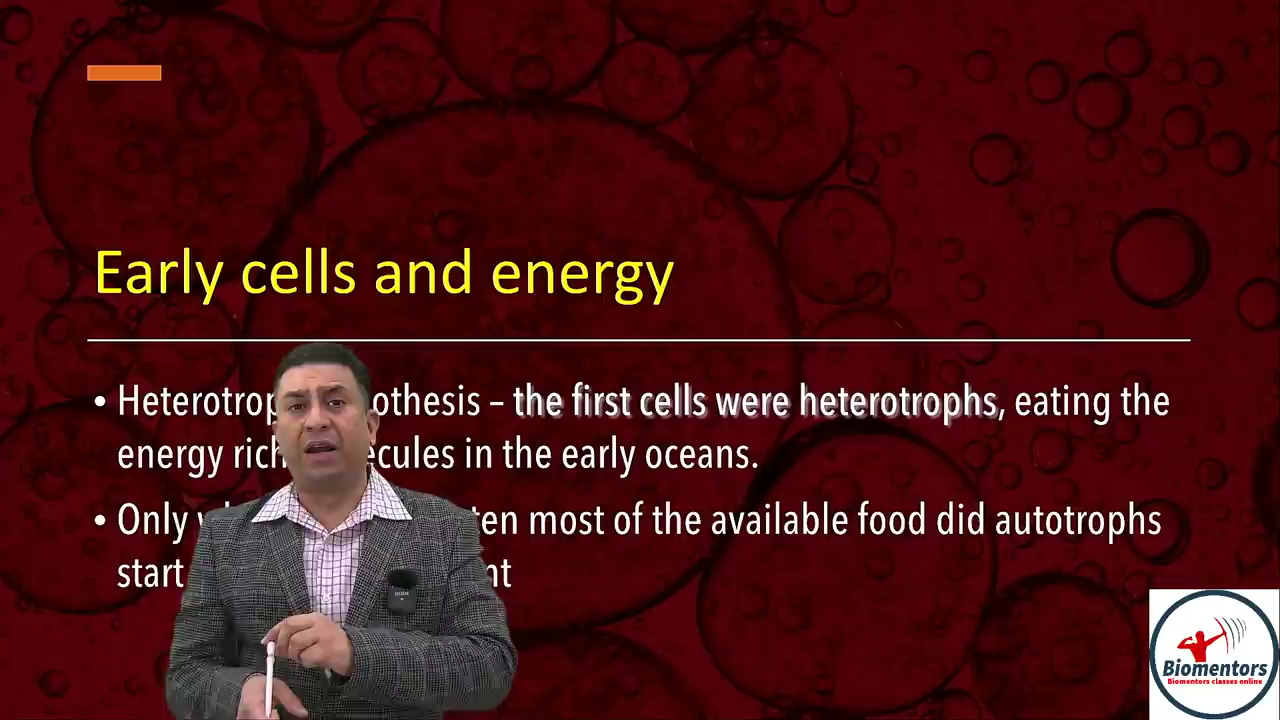 Early cells and energy
• Heterotrop othesis – the first cells were heterotrophs, eating the
energy rich ecules in the early oceans.
• Only ten most of the available food did autotrophs
start nt
RODE
Biomentors
Biomentors classes online